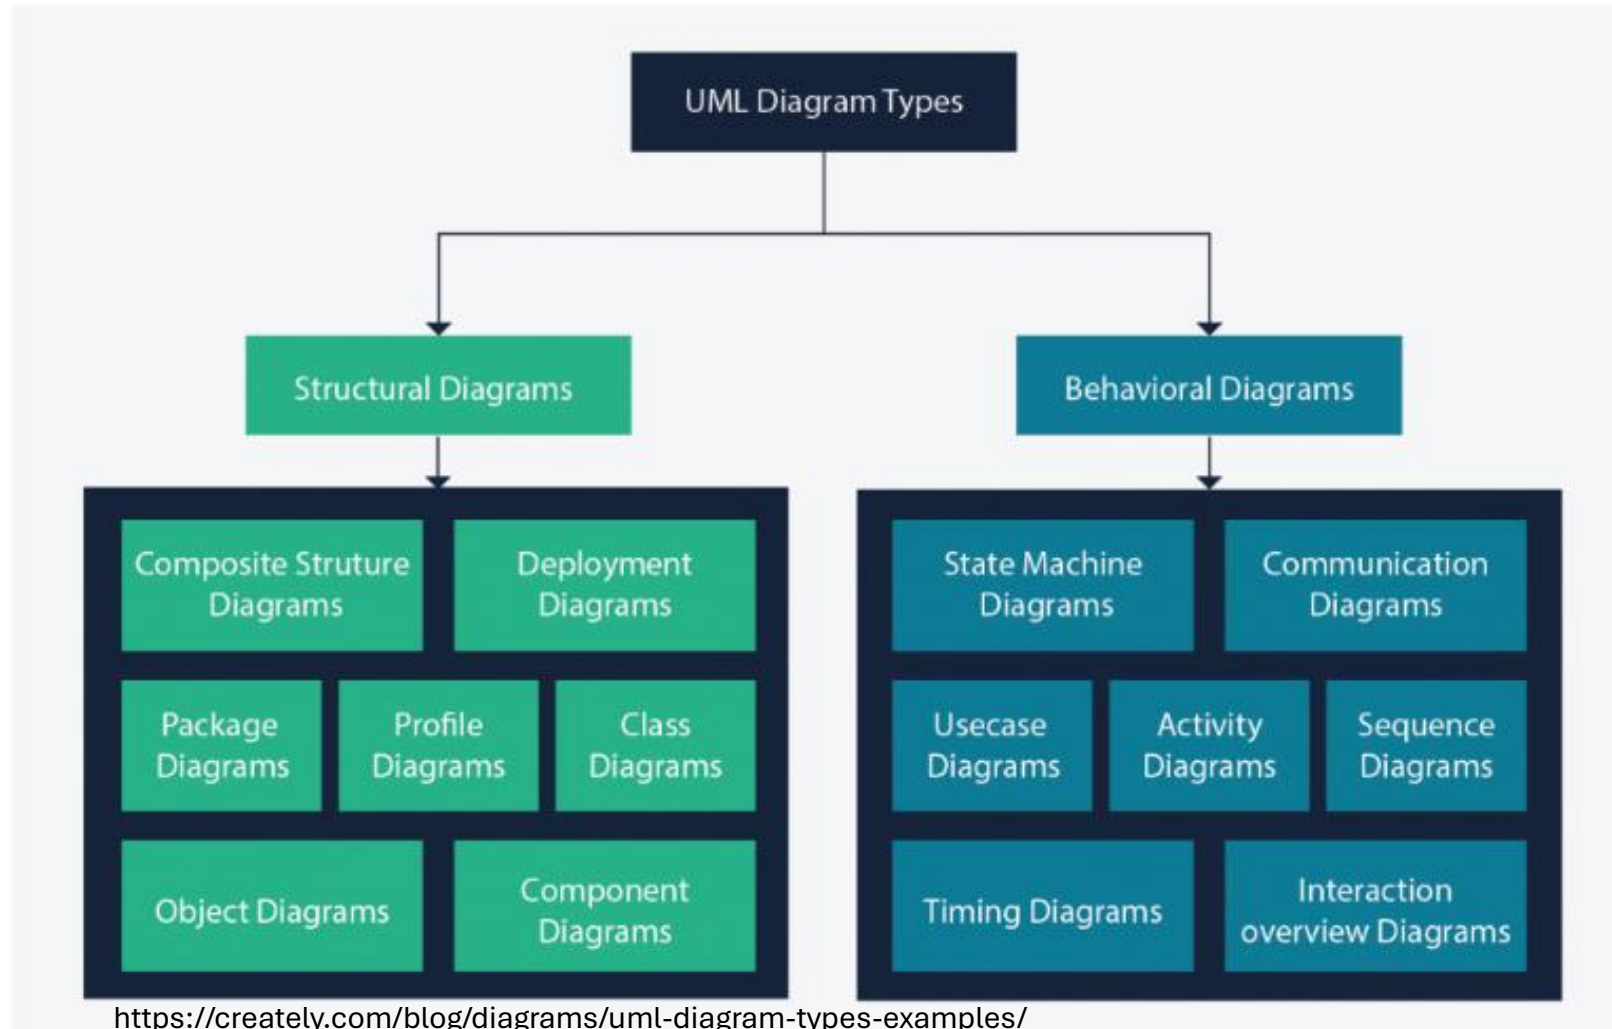 UML Diagram Types
Structural Diagrams
Behavioral Diagrams
Composite Struture
Diagrams
Deployment
Diagrams
Package
Diagrams
Profile
Diagrams
Class
Diagrams
Object Diagrams
Component
Diagrams
State Machine
Diagrams
Communication
Diagrams
Usecase
Diagrams
Activity
Diagrams
Sequence
Diagrams
Timing Diagrams
Interaction
overview Diagrams
https://creately.com/blog/diagrams/uml-diagram-types-examples/